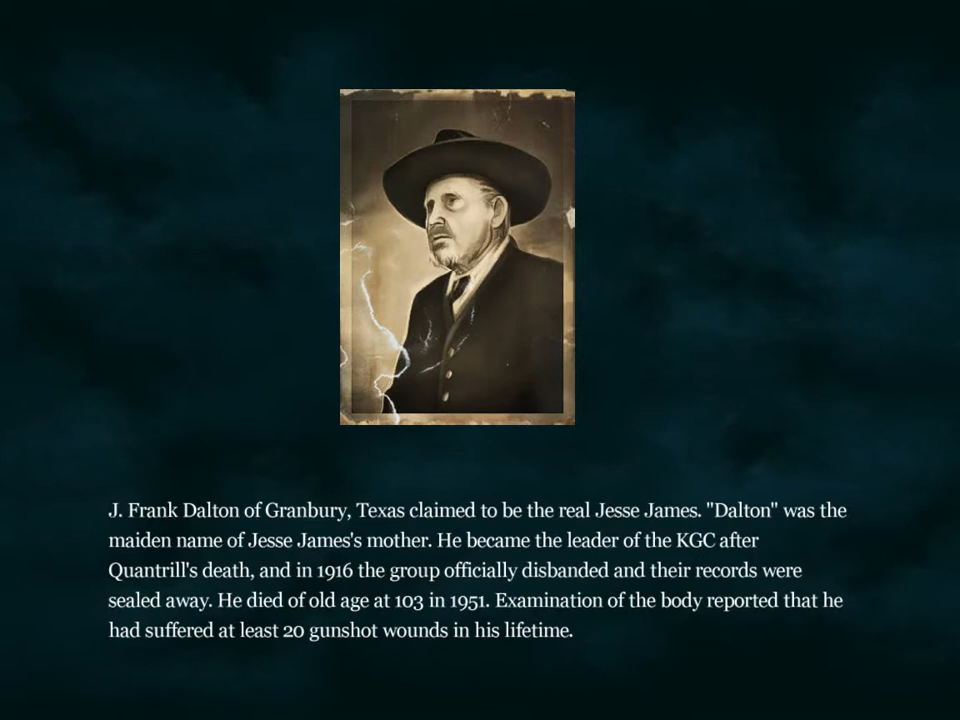 J. Frank Dalton of Granbury, Texas claimed to be the real Jesse James. "Dalton" was the
maiden name of Jesse James's mother. He became the leader of the KGC after
Quantrill's death, and in 1916 the group officially disbanded and their records were
sealed away. He died of old age at 103 in 1951. Examination of the body reported that he
had suffered at least 20 gunshot wounds in his lifetime.